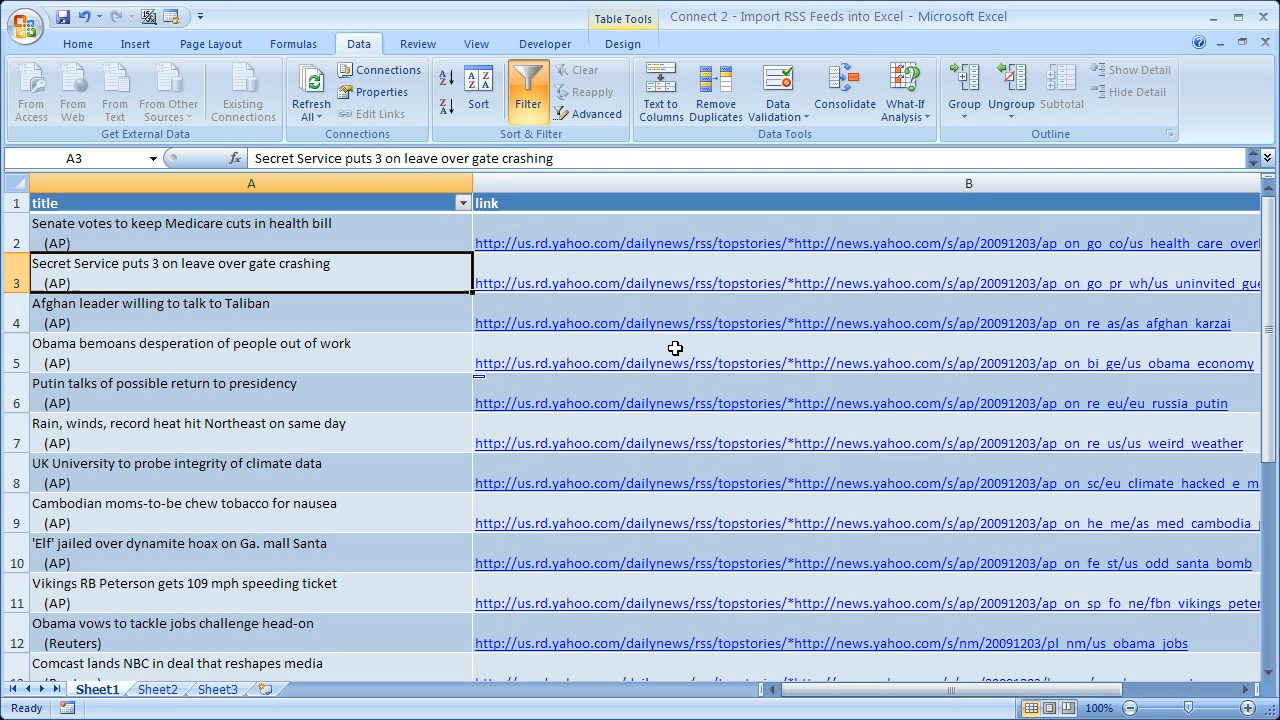 Table Tools
Connect 2 - Import RSS Feeds into Excel - Microsoft Excel
Home Insert Page Layout Formulas Data Review View Developer Design
From Access
From Web
From Text
From Other Sources
Existing Connections
Get External Data
Refresh All
Connections
Properties
Edit Links
Connections
A Z
Z A
Sort
Filter
Clear
Reapply
Advanced
Sort & Filter
Text to Columns
Remove Duplicates
Data Validation
Consolidate
What-If Analysis
Data Tools
Group
Ungroup
Subtotal
Show Detail
Hide Detail
Outline
A3 fx Secret Service puts 3 on leave over gate crashing
A B
1 title link
Senate votes to keep Medicare cuts in health bill
2 (AP) http://us.rd.yahoo.com/dailynews/rss/topstories/*http://news.yahoo.com/s/ap/20091203/ap_on_go_co/us_health_care_over
Secret Service puts 3 on leave over gate crashing
3 (AP) http://us.rd.yahoo.com/dailynews/rss/topstories/*http://news.yahoo.com/s/ap/20091203/ap_on_go_pr_wh/us_uninvited_gue
Afghan leader willing to talk to Taliban
4 (AP) http://us.rd.yahoo.com/dailynews/rss/topstories/*http://news.yahoo.com/s/ap/20091203/ap_on_re_as/as_afghan_karzai
Obama bemoans desperation of people out of work
5 (AP) http://us.rd.yahoo.com/dailynews/rss/topstories/*http://news.yahoo.com/s/ap/20091203/ap_on_bi_ge/us_obama_economy
Putin talks of possible return to presidency
6 (AP) http://us.rd.yahoo.com/dailynews/rss/topstories/*http://news.yahoo.com/s/ap/20091203/ap_on_re_eu/eu_russia_putin
Rain, winds, record heat hit Northeast on same day
7 (AP) http://us.rd.yahoo.com/dailynews/rss/topstories/*http://news.yahoo.com/s/ap/20091203/ap_on_re_us/us_weird_weather
UK University to probe integrity of climate data
8 (AP) http://us.rd.yahoo.com/dailynews/rss/topstories/*http://news.yahoo.com/s/ap/20091203/ap_on_sc/eu_climate_hacked_e_m
Cambodian moms-to-be chew tobacco for nausea
9 (AP) http://us.rd.yahoo.com/dailynews/rss/topstories/*http://news.yahoo.com/s/ap/20091203/ap_on_he_me/as_med_cambodia_
'Elf' jailed over dynamite hoax on Ga. mall Santa
10 (AP) http://us.rd.yahoo.com/dailynews/rss/topstories/*http://news.yahoo.com/s/ap/20091203/ap_on_fe_st/us_odd_santa_bomb
Vikings RB Peterson gets 109 mph speeding ticket
11 (AP) http://us.rd.yahoo.com/dailynews/rss/topstories/*http://news.yahoo.com/s/ap/20091203/ap_on_sp_fo_ne/fbn_vikings_peter
Obama vows to tackle jobs challenge head-on
12 (Reuters) http://us.rd.yahoo.com/dailynews/rss/topstories/*http://news.yahoo.com/s/nm/20091203/pl_nm/us_obama_jobs
Comcast lands NBC in deal that reshapes media
Sheet1 Sheet2 Sheet3
Ready 100%